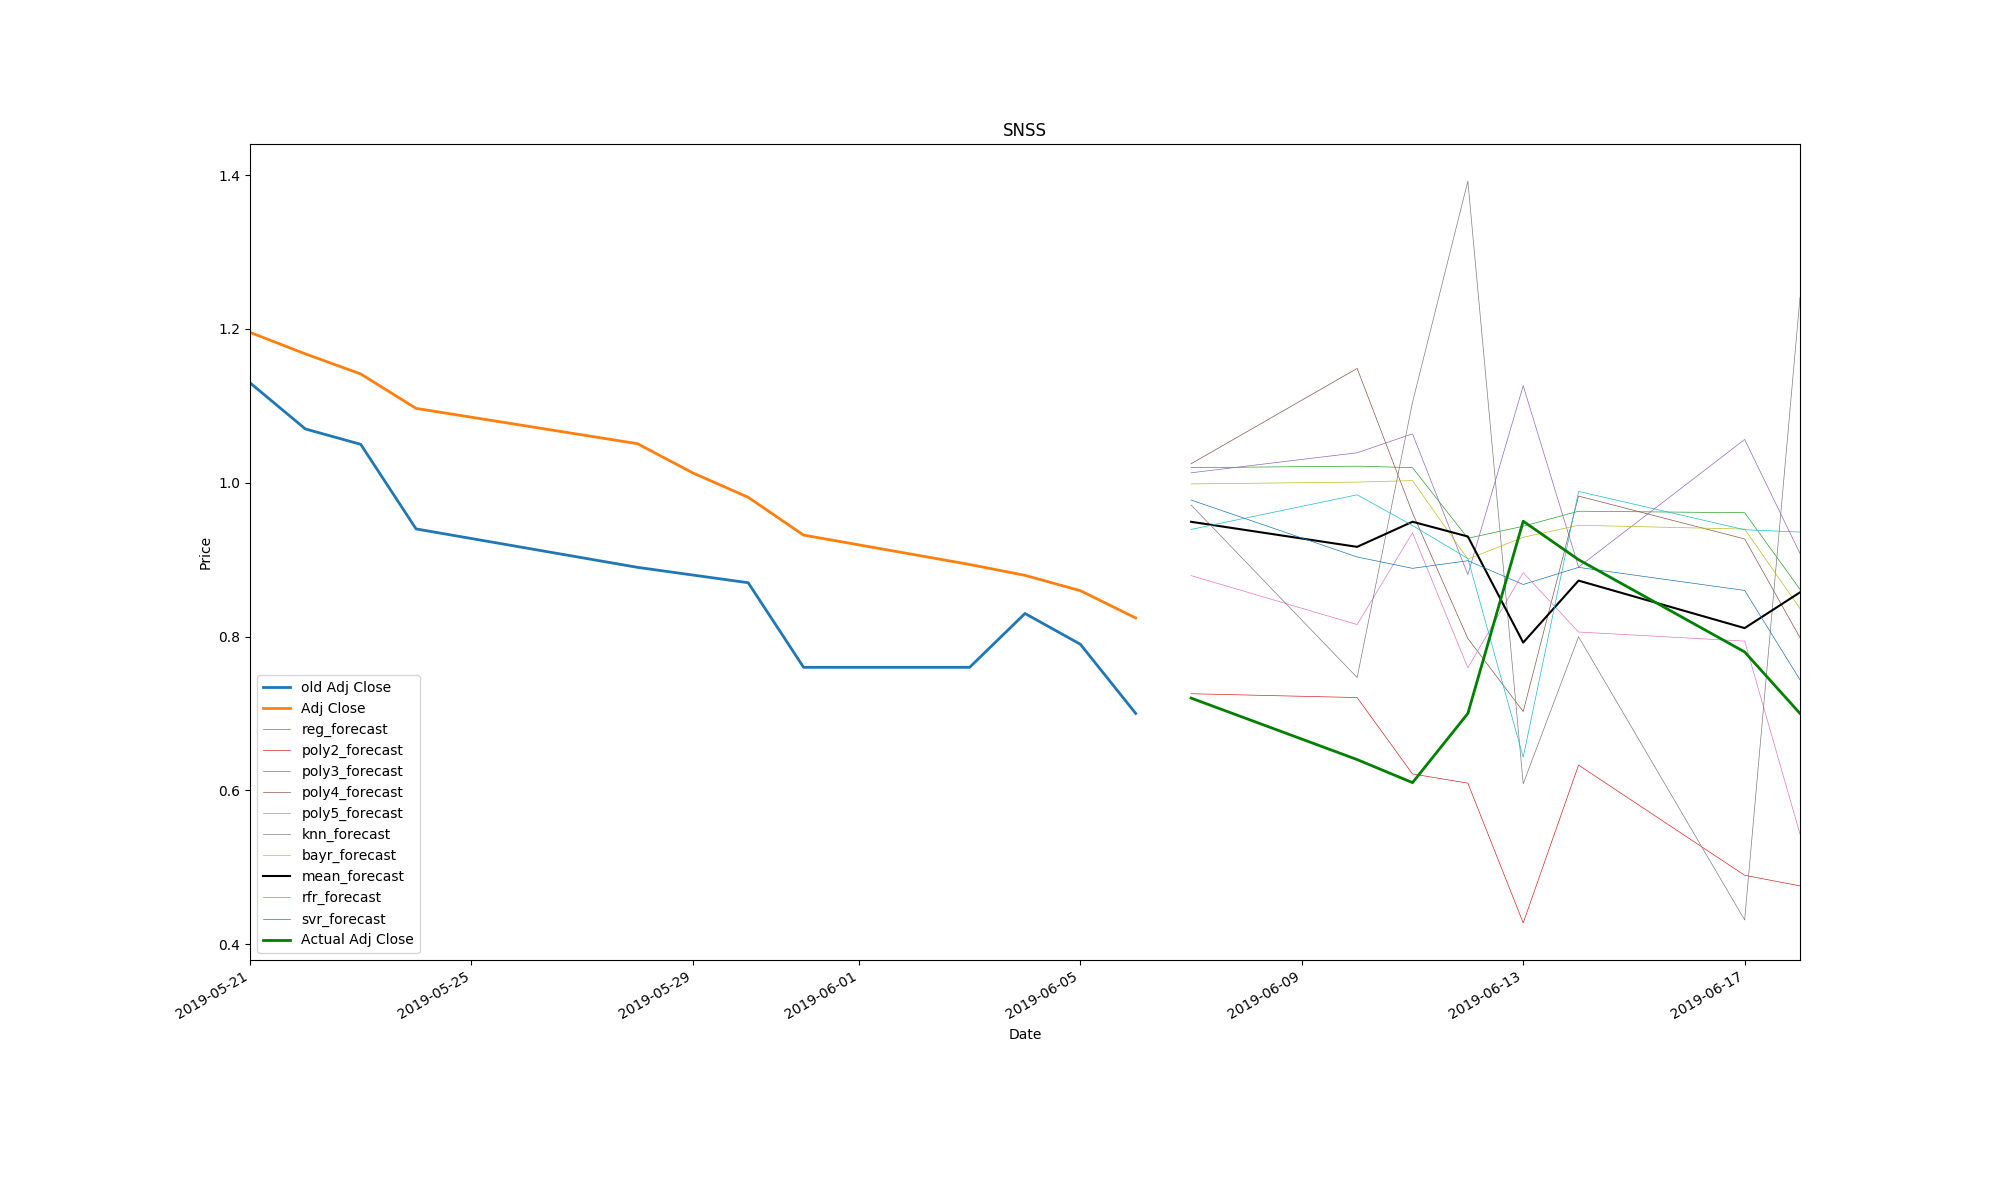 SNSS
1.4
1.2
1.0
0.8
0.6
0.4
Price
old Adj Close
Adj Close
reg_forecast
poly2_forecast
poly3_forecast
poly4_forecast
poly5_forecast
knn_forecast
bayr_forecast
mean_forecast
rfr_forecast
svr_forecast
Actual Adj Close
2019-05-21
2019-05-25
2019-05-29
2019-06-01
2019-06-05
2019-06-09
2019-06-13
2019-06-17
Date